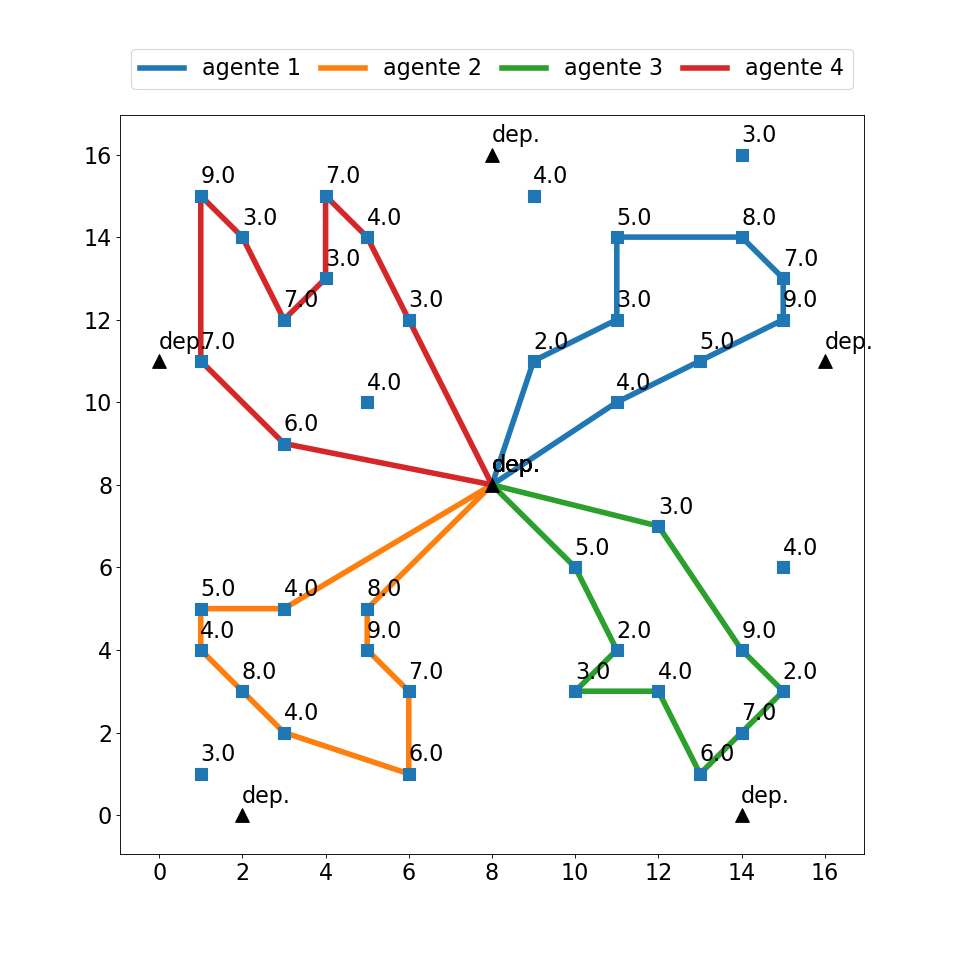 agente 1 agente 2 agente 3 agente 4
dep. 3.0
16
9.0 7.0 4.0
3.0 4.0 5.0 8.0
14
3.0 7.0
7.0 3.0 3.0 9.0
12
dep. 7.0 2.0 5.0 dep.
4.0 4.0
10
6.0
dep.
8
3.0
5.0 4.0
6
5.0 4.0 8.0
4.0 9.0 2.0 9.0
4
8.0 7.0 3.0 4.0 2.0
4.0 7.0
2
3.0 6.0 6.0
dep. dep.
0
0 2 4 6 8 10 12 14 16